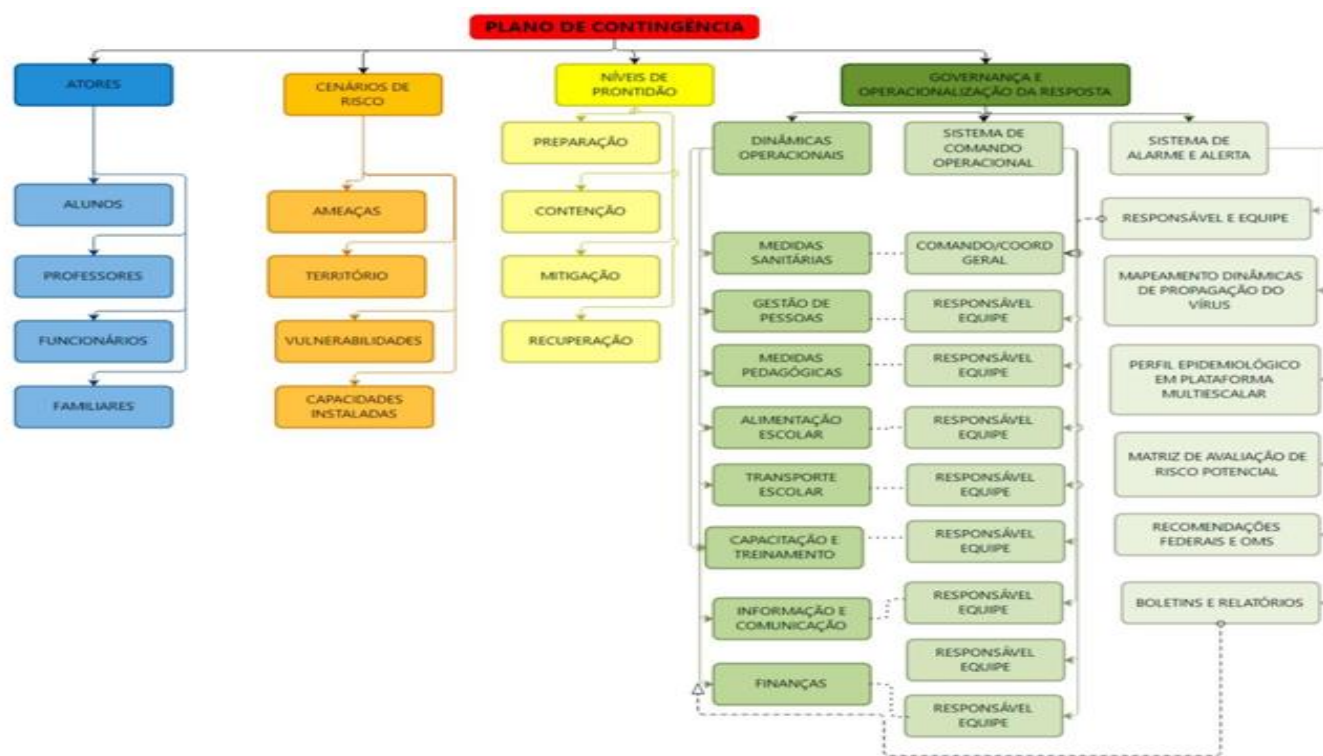 PLANO DE CONTINGÊNCIA
ATORES
ALUNOS
PROFESSORES
FUNCIONÁRIOS
FAMILIARES
CENÁRIOS DE
RISCO
AMEAÇAS
TERRITÓRIO
VULNERABILIDADES
CAPACIDADES
INSTALADAS
NÍVEIS DE
PRONTIDÃO
PREPARAÇÃO
CONTENÇÃO
MITIGAÇÃO
RECUPERAÇÃO
GOVERNANÇA E
OPERACIONALIZAÇÃO DA RESPOSTA
DINÂMICAS
OPERACIONAIS
MEDIDAS
SANITÁRIAS
GESTÃO DE
PESSOAS
MEDIDAS
PEDAGÓGICAS
ALIMENTAÇÃO
ESCOLAR
TRANSPORTE
ESCOLAR
CAPACITAÇÃO E
TREINAMENTO
INFORMAÇÃO E
COMUNICAÇÃO
FINANÇAS
SISTEMA DE
COMANDO
OPERACIONAL
COMANDO/COORD
GERAL
RESPONSÁVEL
EQUIPE
RESPONSÁVEL
EQUIPE
RESPONSÁVEL
EQUIPE
RESPONSÁVEL
EQUIPE
RESPONSÁVEL
EQUIPE
RESPONSÁVEL
EQUIPE
RESPONSÁVEL
EQUIPE
RESPONSÁVEL
EQUIPE
SISTEMA DE
ALARME E ALERTA
RESPONSÁVEL E EQUIPE
MAPEAMENTO DINÂMICAS
DE PROPAGAÇÃO DO
VÍRUS
PERFIL EPIDEMIOLÓGICO
EM PLATAFORMA
MULTIESCALAR
MATRIZ DE AVALIAÇÃO DE
RISCO POTENCIAL
RECOMENDAÇÕES
FEDERAIS E OMS
BOLETINS E RELATÓRIOS